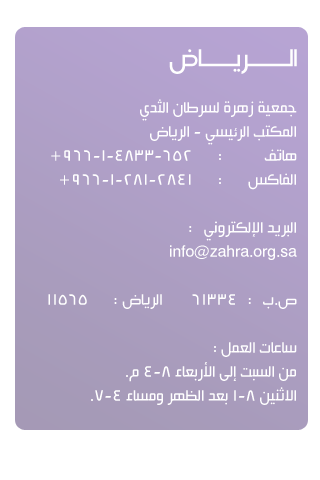 الـــــريـــــاض
جمعية زهرة لسرطان الثدي
المكتب الرئيسي - الرياض
هاتف : ٦٥٢-٤٨٣٣-١-٩٦٦+
الفاكس : ٢٨٤١-٢٨١-١-٩٦٦+
البريد الإلكتروني :
info@zahra.org.sa
ص.ب : ٦١٣٣٤ الرياض : ١١٥٦٥
ساعات العمل :
من السبت إلى الأربعاء ٨-٤ م.
الاثنين ٨-١ بعد الظهر ومساء ٤-٧.